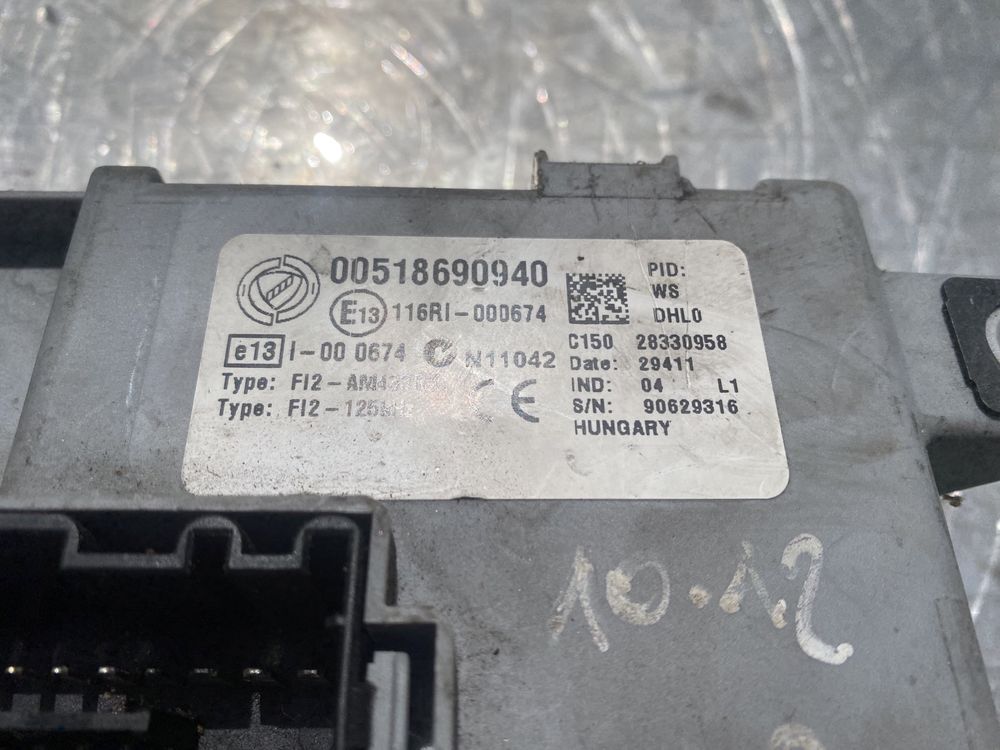 00518690940
E13 116RI-000674
e13 I-00 0674 N11042
Type: FI2-
Type: FI2-125
CE
PID:
WS
DHL0
C150 28330958
Date: 29411
IND: 04 L1
S/N: 90629316
HUNGARY
10.12